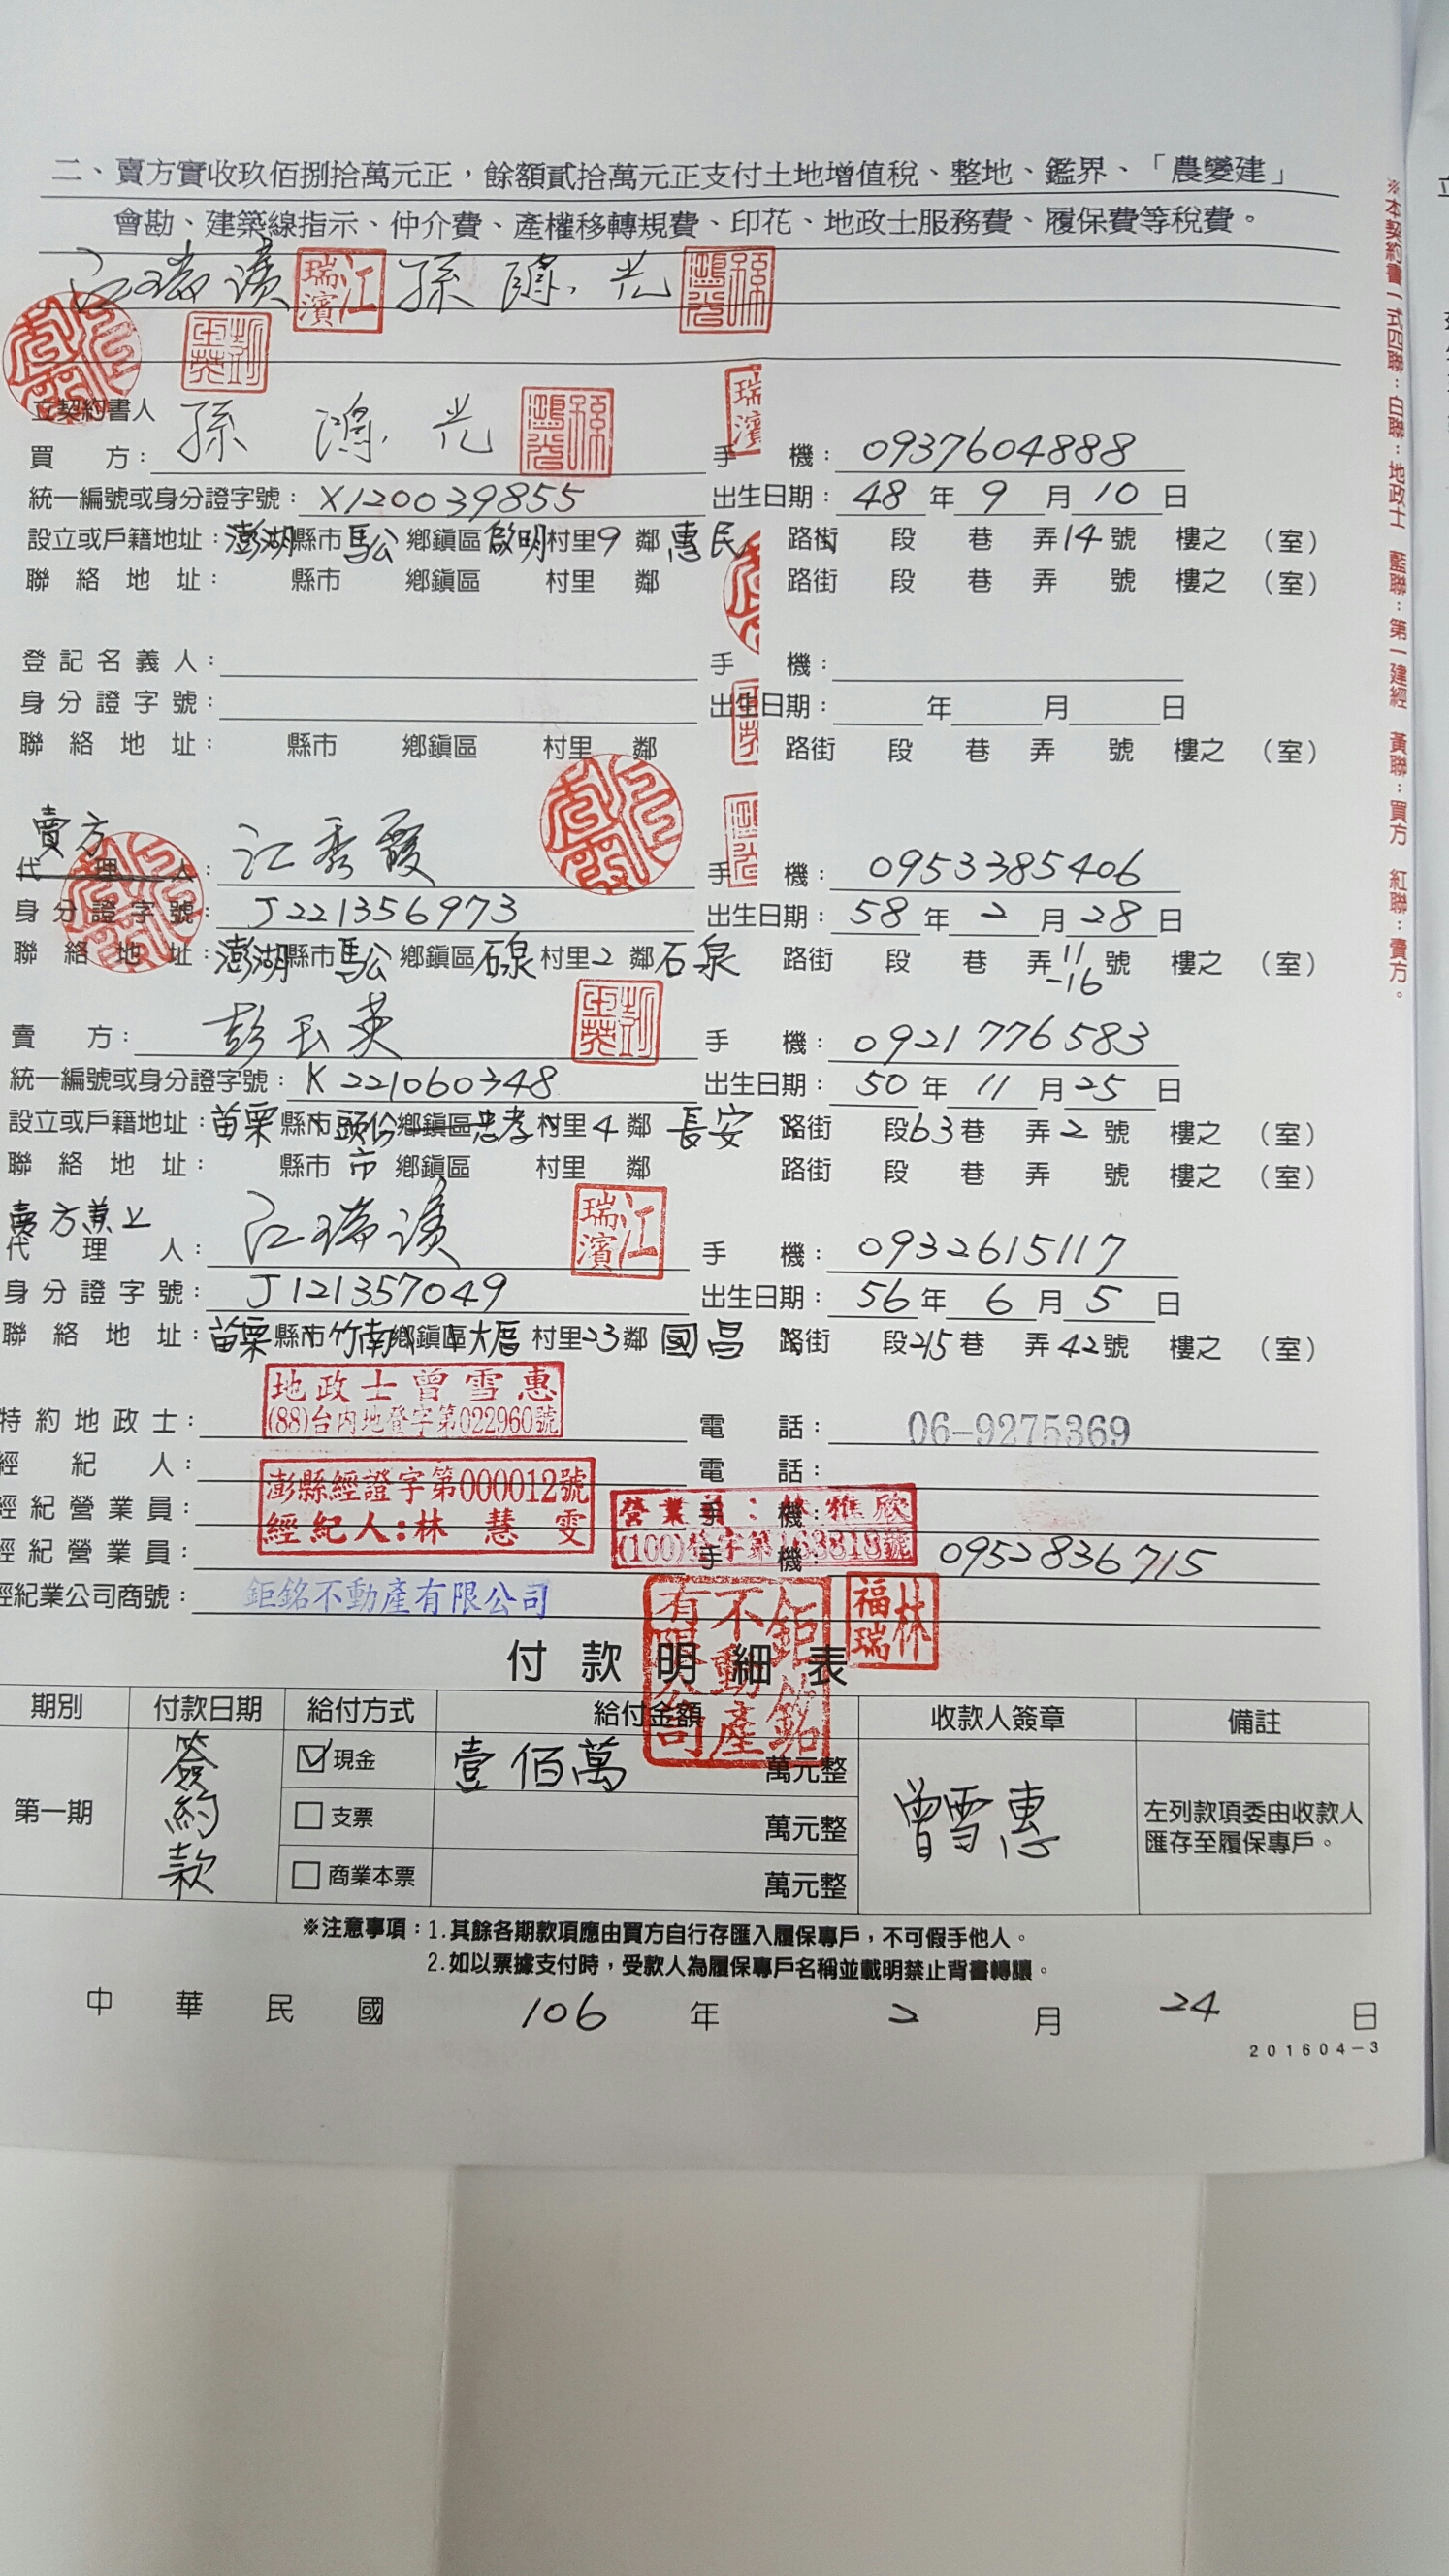 二、賣方實收玖佰捌拾萬元正，餘額貳拾萬元正支付土地增值稅、整地、鑑界、「農變建」
會勘、建築線指示、仲介費、產權移轉規費、印花、地政士服務費、履保費等稅費。
江瑞濱 江瑞濱 孫鴻光 孫鴻光
立契約書人
買方：孫鴻光 孫鴻光 瑞濱 手機：0937604888
統一編號或身分證字號：X120039855 出生日期：48年9月10日
設立或戶籍地址：澎湖縣市馬公鄉鎮區啟明村里9鄰惠民路街 段 巷 弄14號 樓之 （室）
聯絡地址： 縣市 鄉鎮區 村里 鄰 路街 段 巷 弄 號 樓之 （室）
登記名義人： 手機：
身分證字號： 出生日期： 年 月 日
聯絡地址： 縣市 鄉鎮區 村里 鄰 路街 段 巷 弄 號 樓之 （室）
賣方
代理人：江秀霞 手機：0953385406
身分證字號：J221356973 出生日期：58年2月28日
聯絡地址：澎湖縣市馬公鄉鎮區石泉村里2鄰石泉路街 段 巷 弄11-16號 樓之 （室）
賣方：彭玉英 彭玉英 手機：0921776583
統一編號或身分證字號：K221060348 出生日期：50年11月25日
設立或戶籍地址：苗栗縣市頭份鄉鎮區忠孝村里4鄰長安路街 段63巷 弄2號 樓之 （室）
聯絡地址： 縣市 市 鄉鎮區 村里 鄰 路街 段 巷 弄 號 樓之 （室）
賣方兼上
代理人：江瑞濱 江瑞濱 手機：0932615117
身分證字號：J121357049 出生日期：56年6月5日
聯絡地址：苗栗縣市竹南鄉鎮區大厝村里23鄰國昌路街 段215巷 弄42號 樓之 （室）
地政士曾雪惠
特約地政士：(88)台內地登字第022960號 電話：06-9275369
經紀人： 電話：
澎縣經證字第000012號
經紀營業員： 營業員：林雅欣 手機：
經紀人：林慧雯
經紀營業員： (100)登字第163818號 手機：0952836715
經紀業公司商號：鉅銘不動產有限公司
鉅銘不動產有限公司 林福瑞
付款明細表
期別 付款日期 給付方式 給付金額 收款人簽章 備註
第一期 簽約款 ☑現金 壹佰萬 萬元整 曾雪惠 左列款項委由收款人
匯存至履保專戶。
□支票 萬元整
□商業本票 萬元整
※注意事項：1.其餘各期款項應由買方自行存匯入履保專戶，不可假手他人。
2.如以票據支付時，受款人為履保專戶名稱並載明禁止背書轉讓。
中華民國106年2月24日
201604-3
※本契約書一式四聯：白聯：地政士 藍聯：第一建經 黃聯：買方 紅聯：賣方。